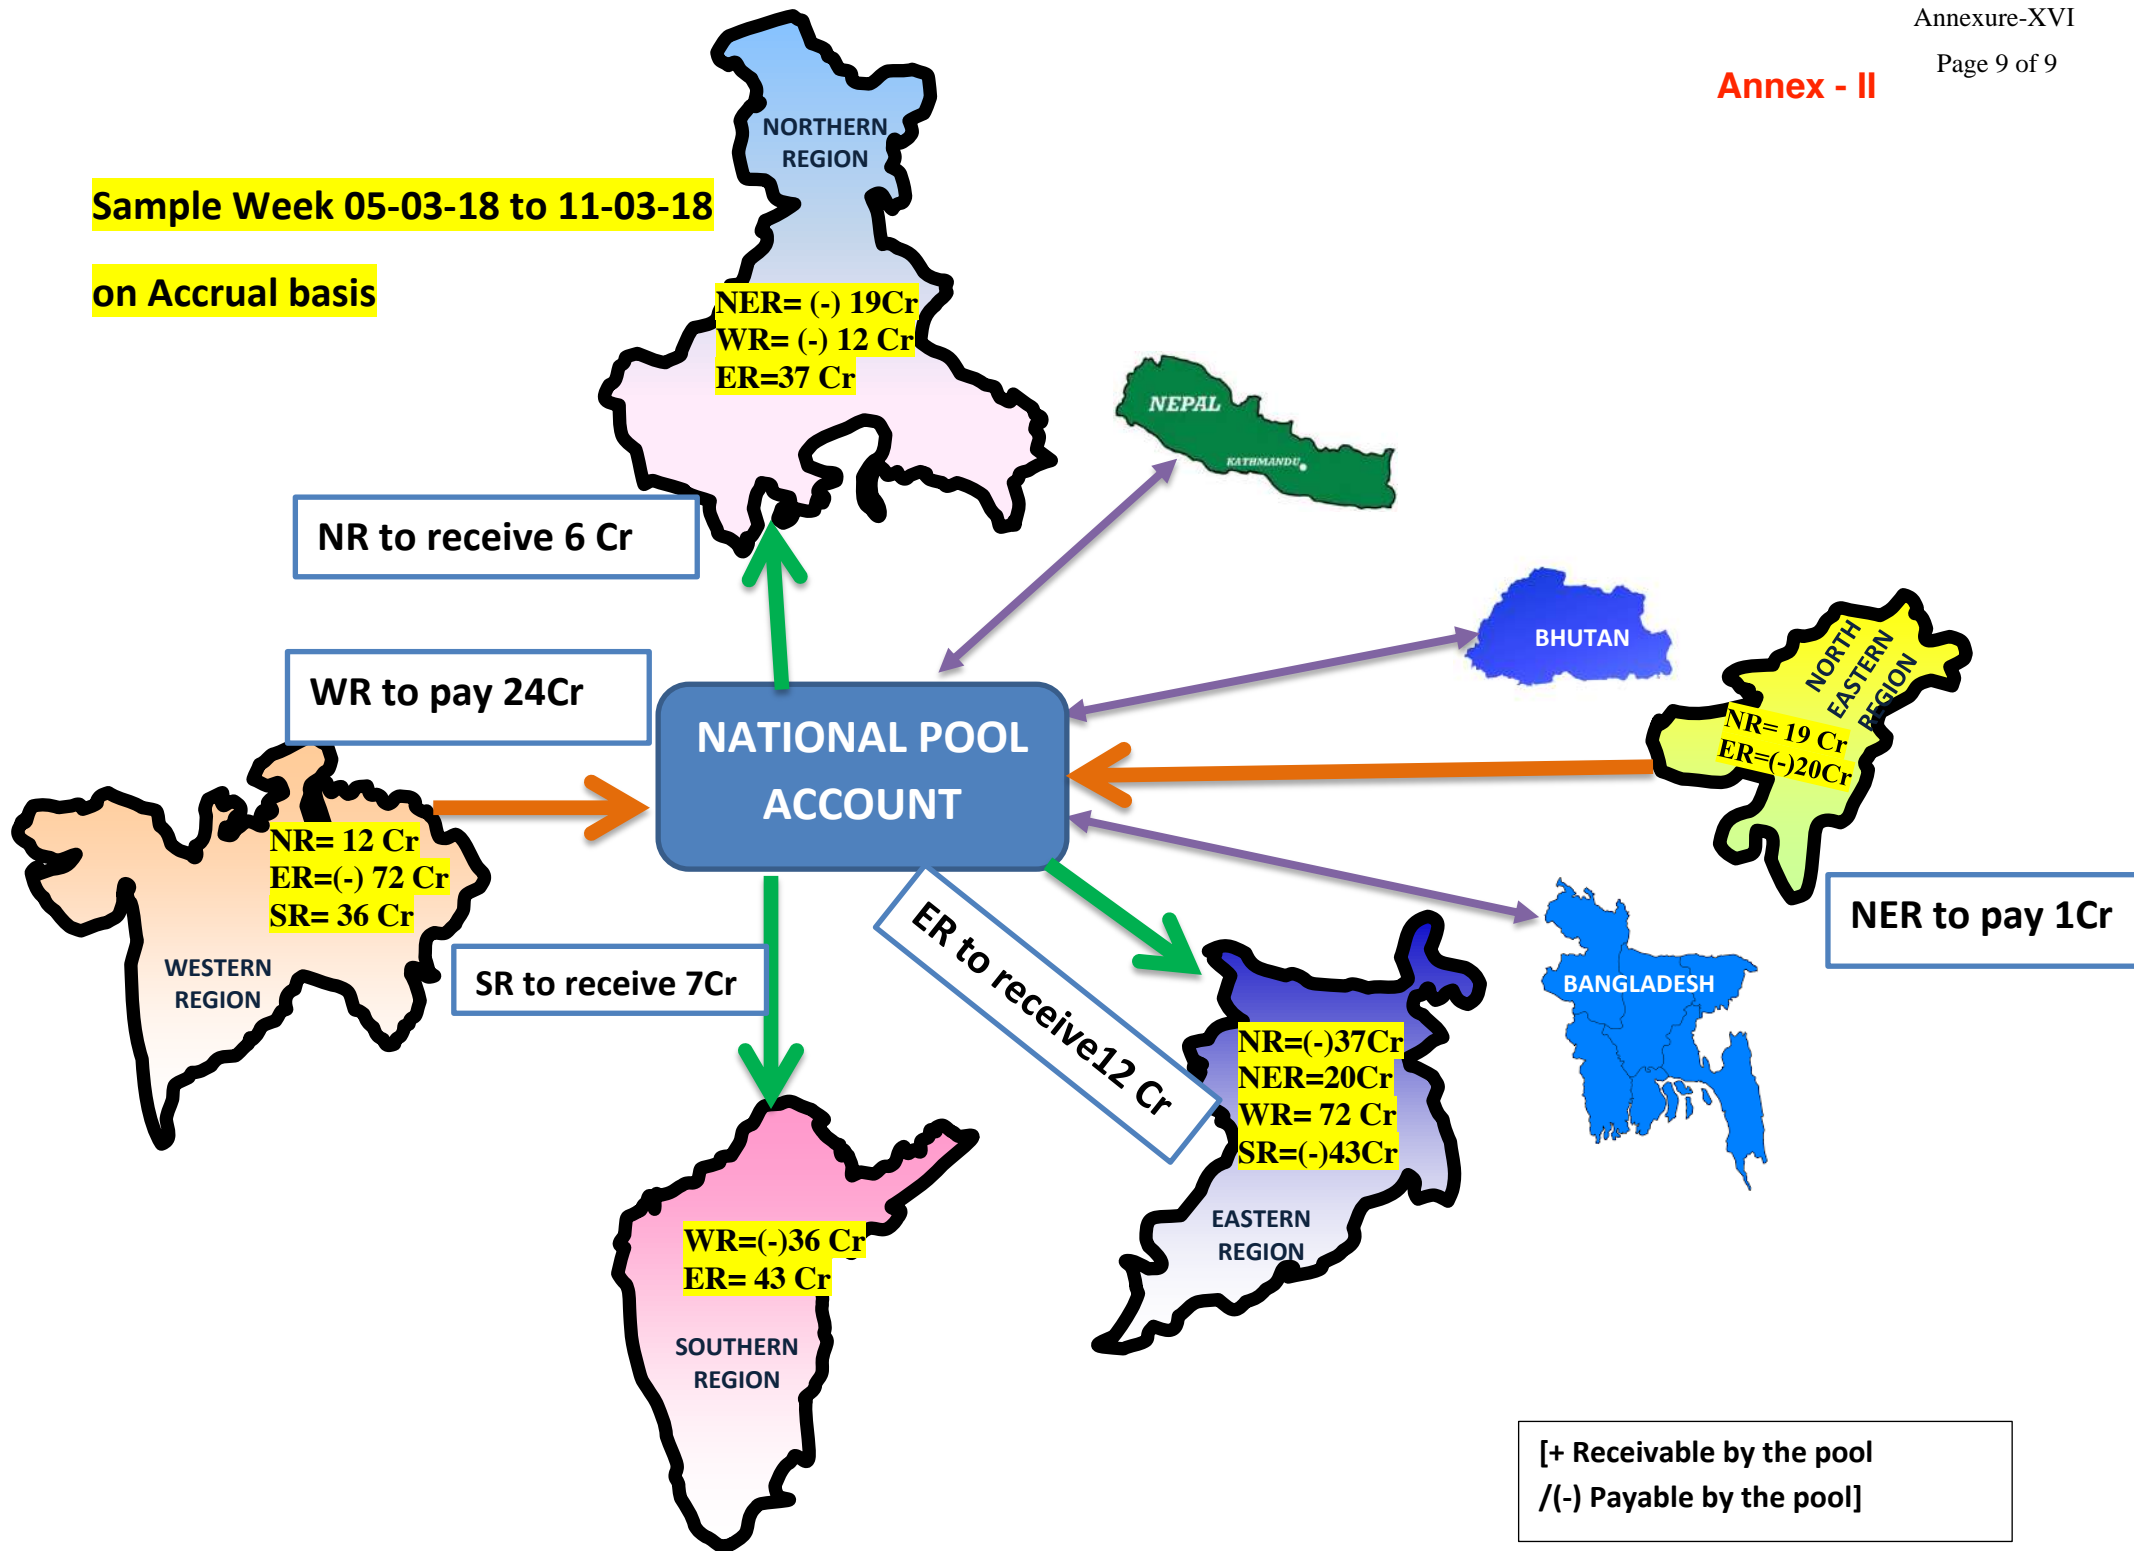 Annexure-XVI
Page 9 of 9
Annex - II
NORTHERN
REGION
Sample Week 05-03-18 to 11-03-18
on Accrual basis
NER= (-) 19Cr
WR= (-) 12 Cr
ER=37 Cr
NEPAL
KATHMANDU
NR to receive 6 Cr
BHUTAN
NORTH
EASTERN
REGION
NR= 19 Cr
ER=(-)20Cr
WR to pay 24Cr
NATIONAL POOL
ACCOUNT
NR= 12 Cr
ER=(-) 72 Cr
SR= 36 Cr
WESTERN
REGION
NER to pay 1Cr
SR to receive 7Cr
ER to receive12 Cr
BANGLADESH
NR=(-)37Cr
NER=20Cr
WR= 72 Cr
SR=(-)43Cr
EASTERN
REGION
WR=(-)36 Cr
ER= 43 Cr
SOUTHERN
REGION
[+ Receivable by the pool
/(-) Payable by the pool]